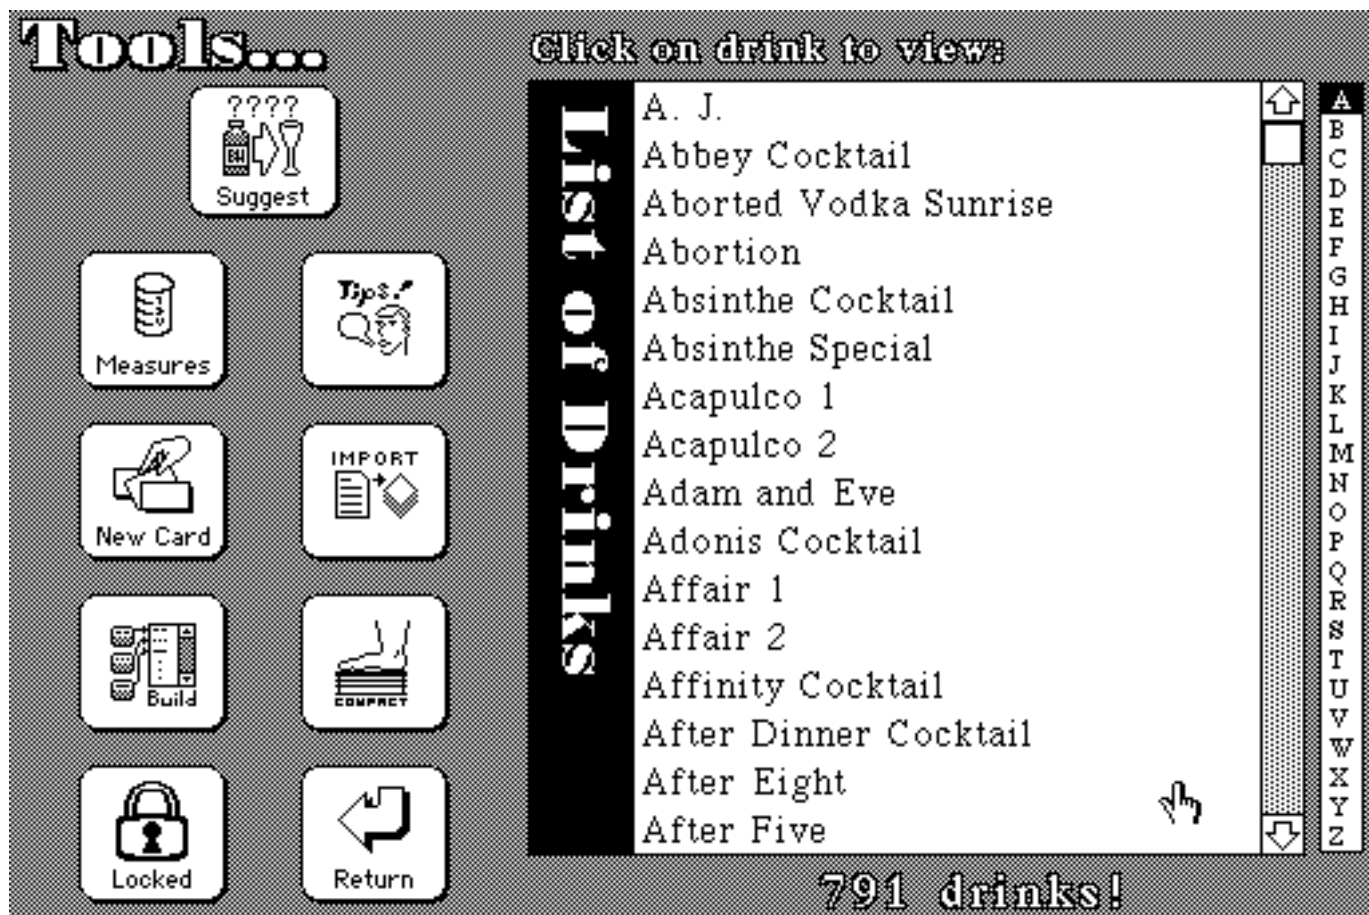 Tools...
????
BW
Suggest
Measures
Tips!
New Card
IMPORT
Build
COMPACT
Locked
Return
Click on drink to view:
List of Drinks
A. J.
Abbey Cocktail
Aborted Vodka Sunrise
Abortion
Absinthe Cocktail
Absinthe Special
Acapulco 1
Acapulco 2
Adam and Eve
Adonis Cocktail
Affair 1
Affair 2
Affinity Cocktail
After Dinner Cocktail
After Eight
After Five
A
B
C
D
E
F
G
H
I
J
K
L
M
N
O
P
Q
R
S
T
U
V
W
X
Y
Z
791 drinks!